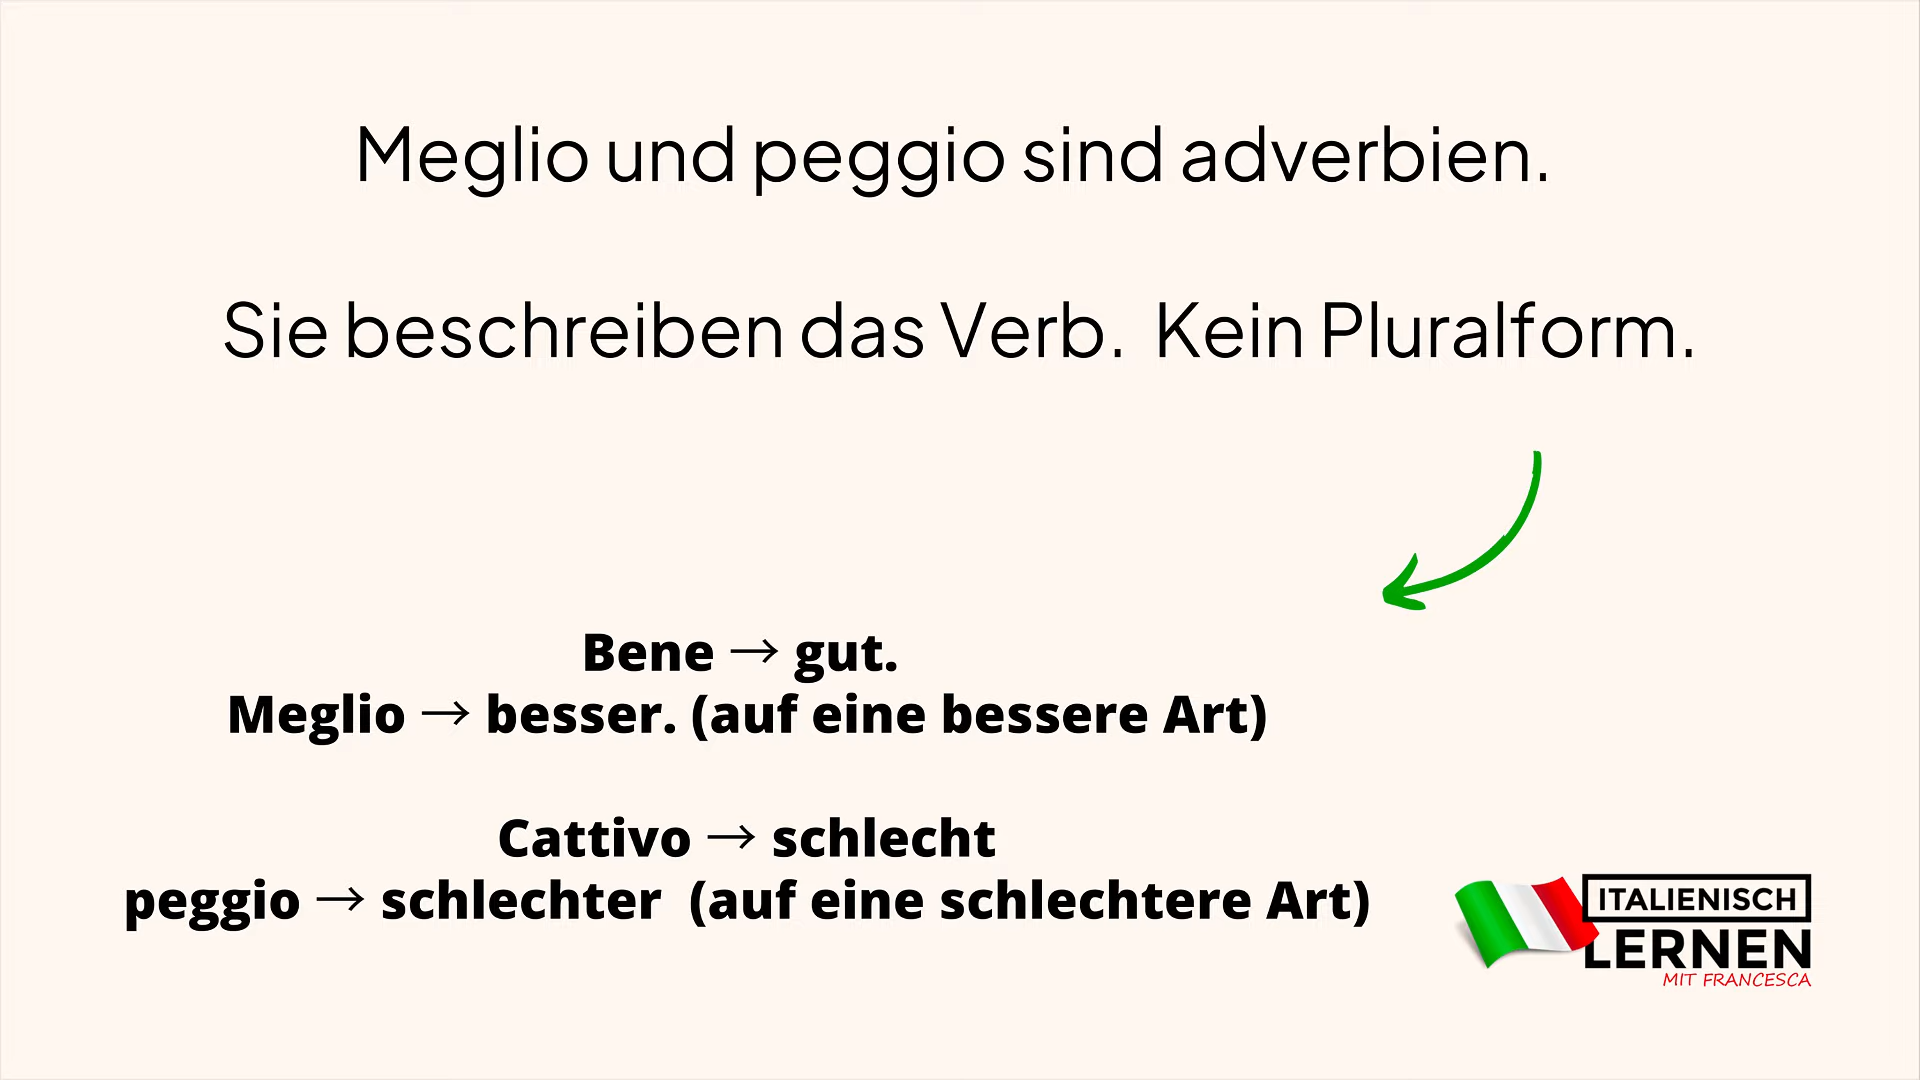 Meglio und peggio sind adverbien.
Sie beschreiben das Verb. Kein Pluralform.
Bene → gut.
Meglio → besser. (auf eine bessere Art)
Cattivo → schlecht
peggio → schlechter (auf eine schlechtere Art)
ITALIENISCH
LERNEN
MIT FRANCESCA